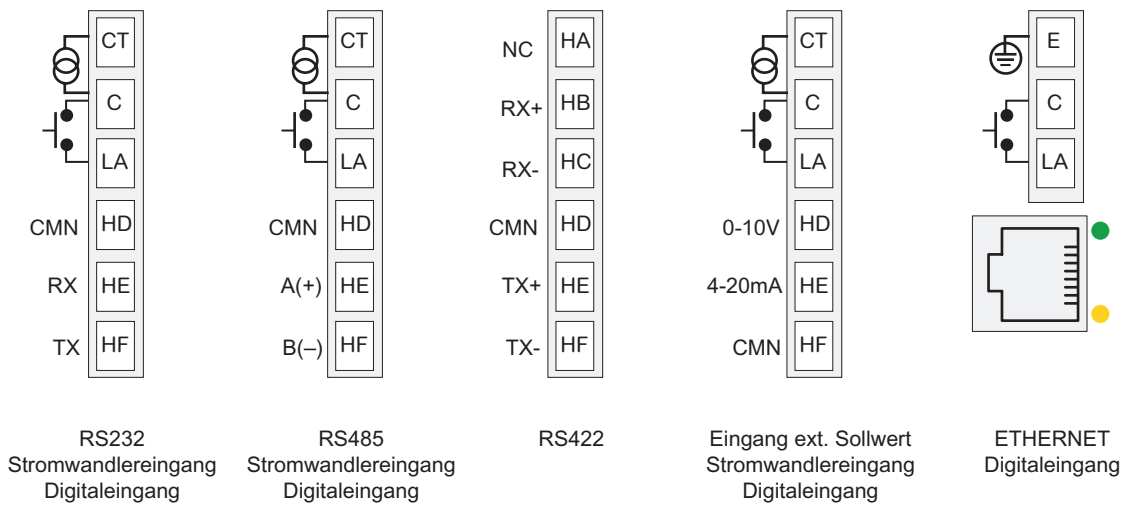 CT
C
LA
CMN HD
RX HE
TX HF
RS232
Stromwandlereingang
Digitaleingang
CT
C
LA
CMN HD
A(+) HE
B(–) HF
RS485
Stromwandlereingang
Digitaleingang
NC HA
RX+ HB
RX- HC
CMN HD
TX+ HE
TX- HF
RS422
CT
C
LA
0-10V HD
4-20mA HE
CMN HF
Eingang ext. Sollwert
Stromwandlereingang
Digitaleingang
E
C
LA
ETHERNET
Digitaleingang